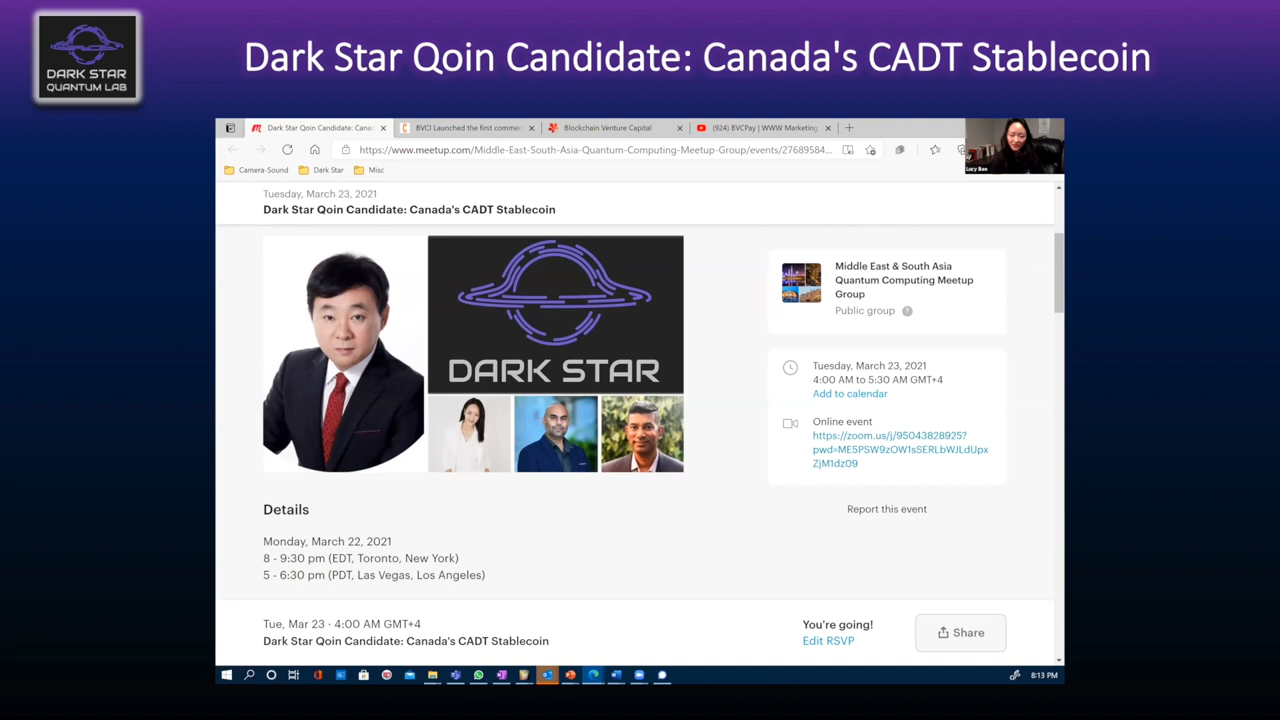 DARK STAR
QUANTUM LAB
Dark Star Qoin Candidate: Canada's CADT Stablecoin
Dark Star Qoin Candidate: Cana
BVCI Launched the first comme
Blockchain Venture Capital
(924) BVCPay | WWW Marketing
https://www.meetup.com/Middle-East-South-Asia-Quantum-Computing-Meetup-Group/events/27689584...
Camera-Sound
Dark Star
Misc
Lucy Bao
Tuesday, March 23, 2021
Dark Star Qoin Candidate: Canada's CADT Stablecoin
DARK STAR
Middle East & South Asia
Quantum Computing Meetup
Group
Public group
Tuesday, March 23, 2021
4:00 AM to 5:30 AM GMT+4
Add to calendar
Online event
https://zoom.us/j/95043828925?
pwd=ME5PSW9zOW1sSERLbWJLdUpx
ZjM1dz09
Report this event
Details
Monday, March 22, 2021
8 - 9:30 pm (EDT, Toronto, New York)
5 - 6:30 pm (PDT, Las Vegas, Los Angeles)
Tue, Mar 23 · 4:00 AM GMT+4
Dark Star Qoin Candidate: Canada's CADT Stablecoin
You're going!
Edit RSVP
Share
8:13 PM